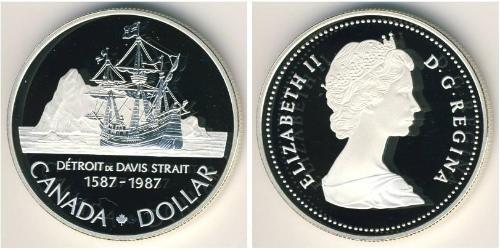 DÉTROIT DE DAVIS STRAIT
1587-1987
CANADA DOLLAR
ELIZABETH II D·G·REGINA